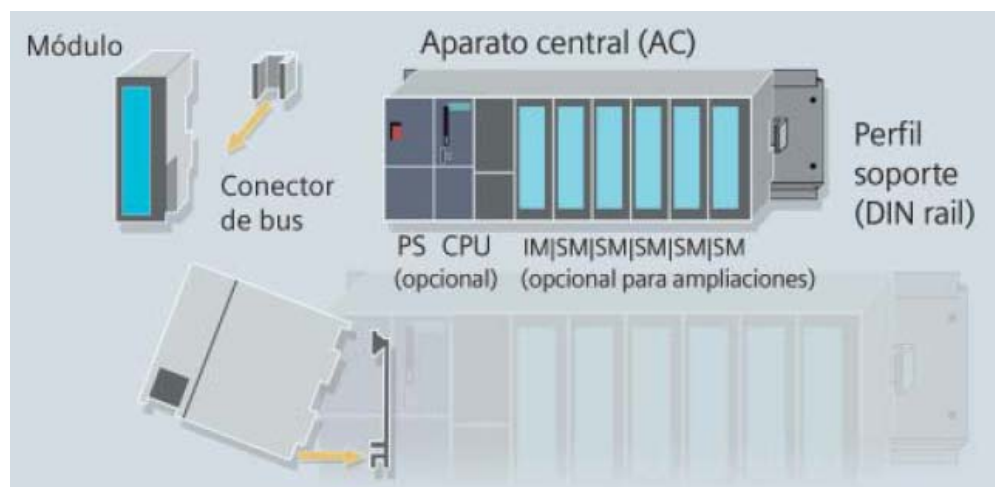 Módulo
Aparato central (AC)
Conector
de bus
Perfil
soporte
(DIN rail)
PS CPU IM|SM|SM|SM|SM|SM
(opcional) (opcional para ampliaciones)